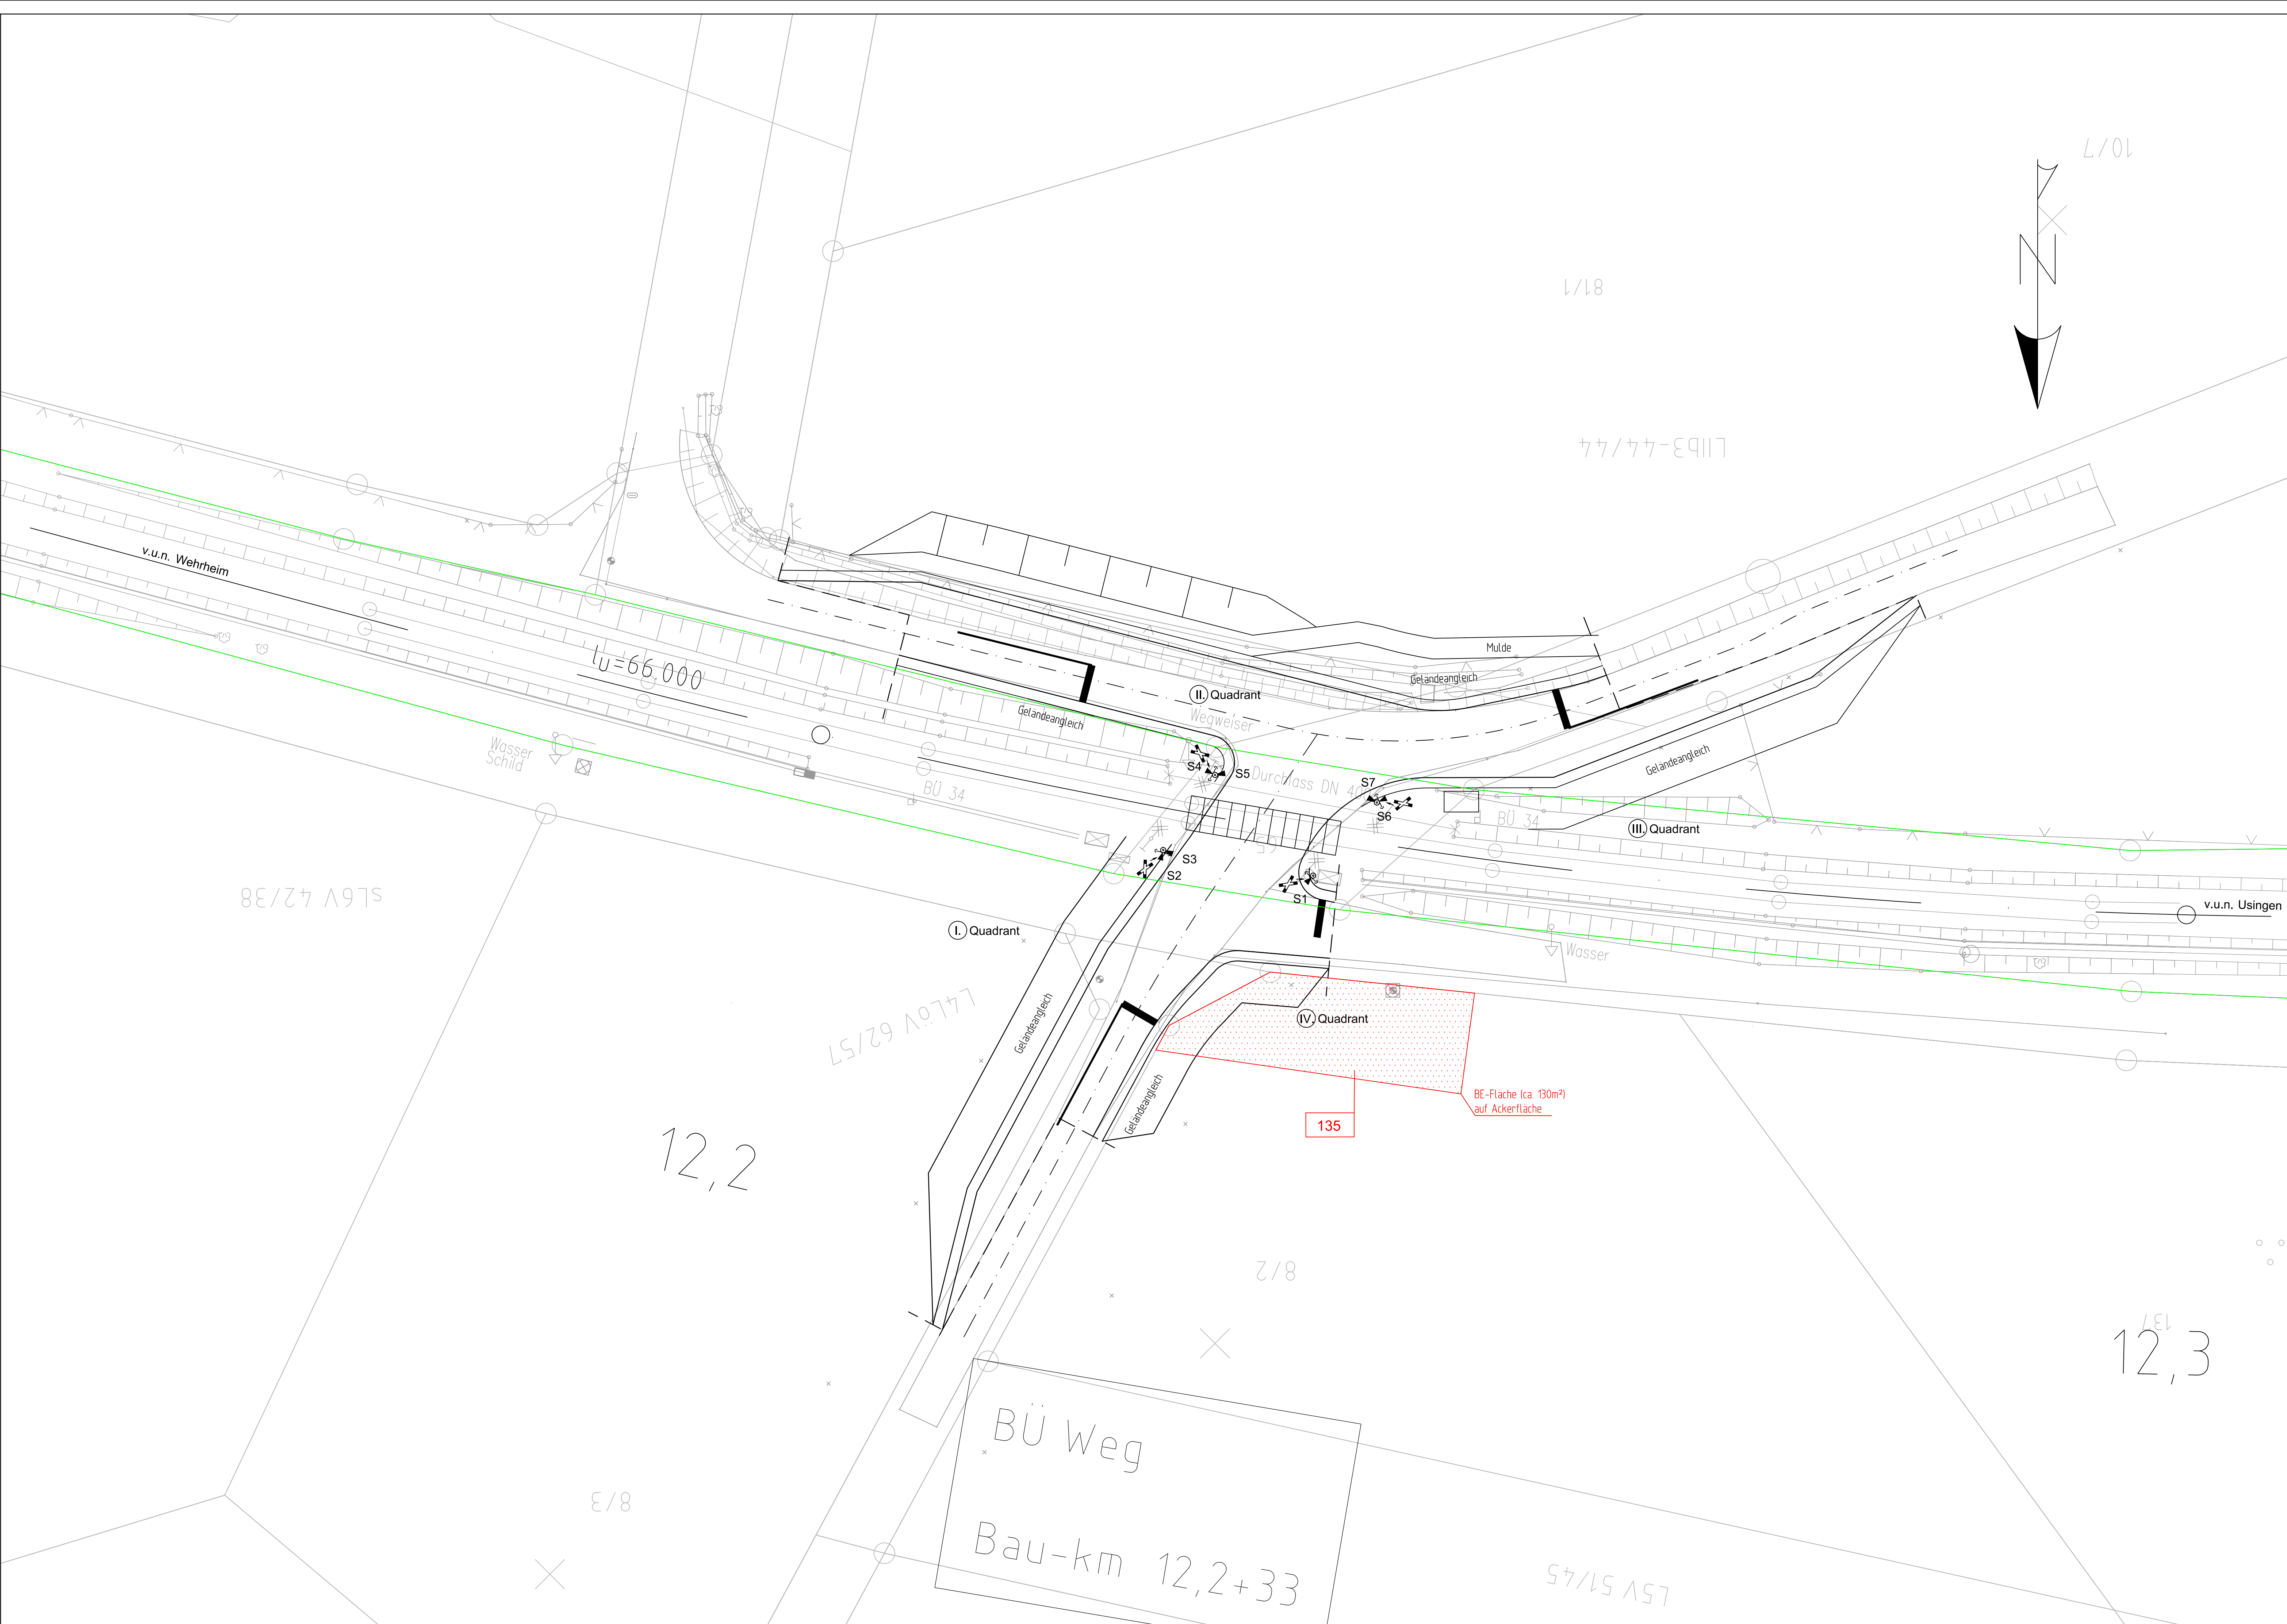 10/7
N
81/1
LIIb3-44/44
v.u.n. Wehrheim
lu=66.000
Mulde
Geländeangleich
II. Quadrant
Wegweiser
Geländeangleich
Geländeangleich
Wasser
Schild
S4
S5
Durchlass DN 40
S7
S6
BÜ 34
BÜ 34
III. Quadrant
S3
S2
S1
sL6V 42/38
v.u.n. Usingen
I. Quadrant
Wasser
L4LöV 62/57
Geländeangleich
IV. Quadrant
Geländeangleich
BE-Fläche (ca. 130m²)
auf Ackerfläche
135
12,2
8/2
137
12,3
BÜ Weg
8/3
Bau-km 12,2+33
L5V 51/45